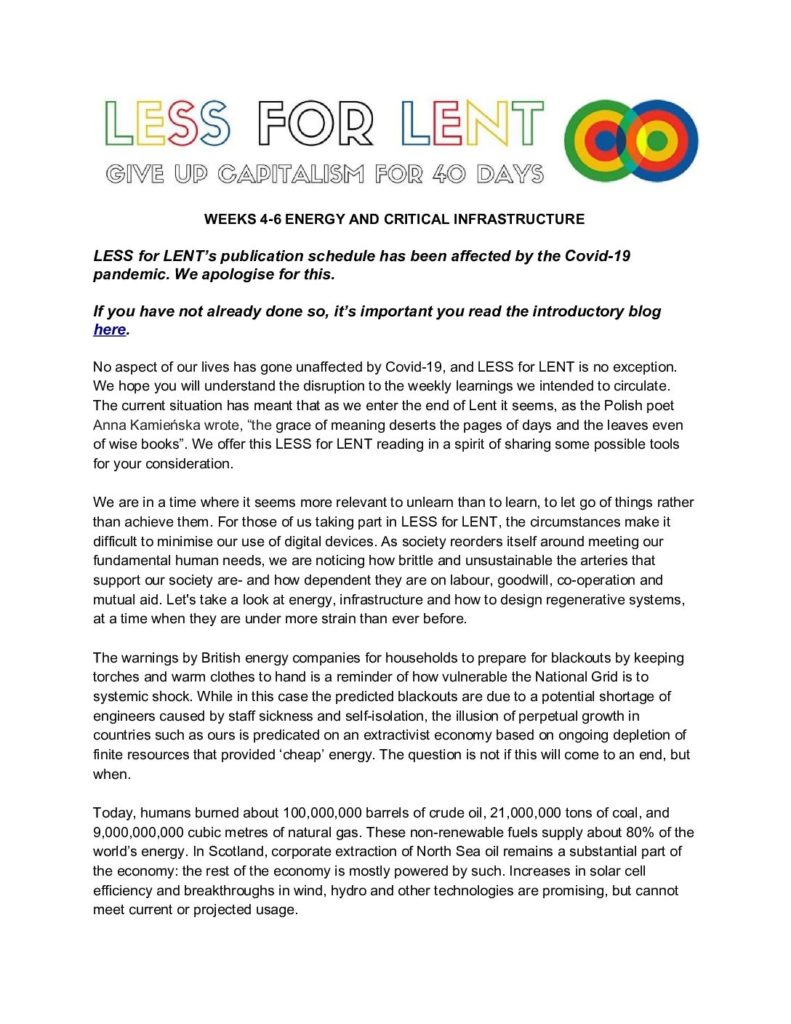 LESS FOR LENT
GIVE UP CAPITALISM FOR 40 DAYS
WEEKS 4-6 ENERGY AND CRITICAL INFRASTRUCTURE
LESS for LENT’s publication schedule has been affected by the Covid-19
pandemic. We apologise for this.
If you have not already done so, it’s important you read the introductory blog
here.
No aspect of our lives has gone unaffected by Covid-19, and LESS for LENT is no exception.
We hope you will understand the disruption to the weekly learnings we intended to circulate.
The current situation has meant that as we enter the end of Lent it seems, as the Polish poet
Anna Kamieńska wrote, “the grace of meaning deserts the pages of days and the leaves even
of wise books”. We offer this LESS for LENT reading in a spirit of sharing some possible tools
for your consideration.
We are in a time where it seems more relevant to unlearn than to learn, to let go of things rather
than achieve them. For those of us taking part in LESS for LENT, the circumstances make it
difficult to minimise our use of digital devices. As society reorders itself around meeting our
fundamental human needs, we are noticing how brittle and unsustainable the arteries that
support our society are- and how dependent they are on labour, goodwill, co-operation and
mutual aid. Let's take a look at energy, infrastructure and how to design regenerative systems,
at a time when they are under more strain than ever before.
The warnings by British energy companies for households to prepare for blackouts by keeping
torches and warm clothes to hand is a reminder of how vulnerable the National Grid is to
systemic shock. While in this case the predicted blackouts are due to a potential shortage of
engineers caused by staff sickness and self-isolation, the illusion of perpetual growth in
countries such as ours is predicated on an extractivist economy based on ongoing depletion of
finite resources that provided ‘cheap’ energy. The question is not if this will come to an end, but
when.
Today, humans burned about 100,000,000 barrels of crude oil, 21,000,000 tons of coal, and
9,000,000,000 cubic metres of natural gas. These non-renewable fuels supply about 80% of the
world’s energy. In Scotland, corporate extraction of North Sea oil remains a substantial part of
the economy: the rest of the economy is mostly powered by such. Increases in solar cell
efficiency and breakthroughs in wind, hydro and other technologies are promising, but cannot
meet current or projected usage.